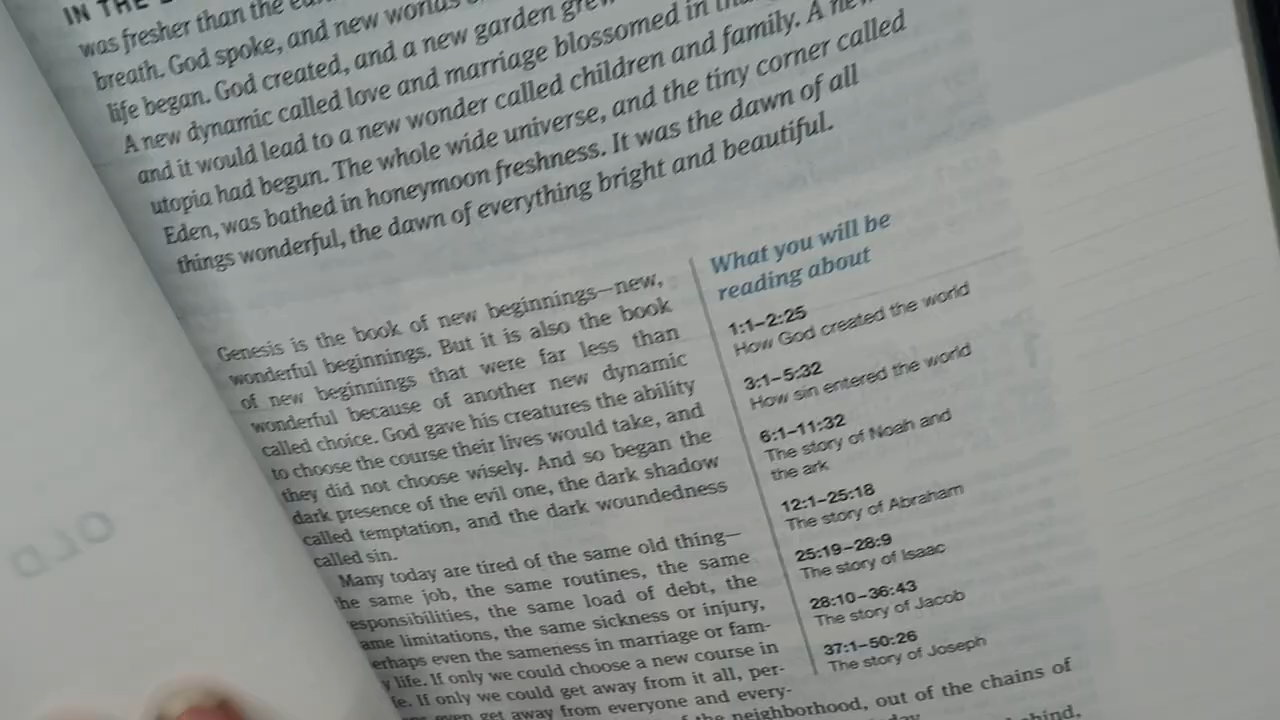 IN THE
was fresher than the
breath. God spoke, and new worlds
life began. God created, and a new garden grew
A new dynamic called love and marriage blossomed in
and it would lead to a new wonder called children and family. A new
utopia had begun. The whole wide universe, and the tiny corner called
Eden, was bathed in honeymoon freshness. It was the dawn of all
things wonderful, the dawn of everything bright and beautiful.
Genesis is the book of new beginnings—new,
wonderful beginnings. But it is also the book
of new beginnings that were far less than
wonderful because of another new dynamic
called choice. God gave his creatures the ability
to choose the course their lives would take, and
they did not choose wisely. And so began the
dark presence of the evil one, the dark shadow
called temptation, and the dark woundedness
called sin.
Many today are tired of the same old thing—
the same job, the same routines, the same
esponsibilities, the same load of debt, the
ame limitations, the same sickness or injury,
erhaps even the sameness in marriage or fam-
y life. If only we could choose a new course in
fe. If only we could get away from it all, per-
even get away from everyone and every-
the neighborhood, out of the chains of
What you will be
reading about
1:1–2:25
How God created the world
3:1–5:32
How sin entered the world
6:1–11:32
The story of Noah and
the ark
12:1–25:18
The story of Abraham
25:19–28:9
The story of Isaac
28:10–36:43
The story of Jacob
37:1–50:26
The story of Joseph
OLD